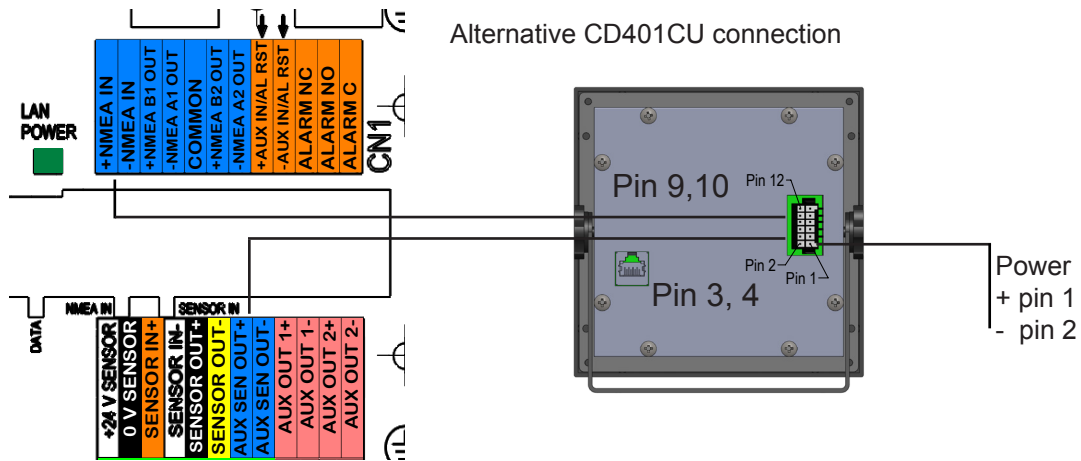 Alternative CD401CU connection
LAN
POWER
+NMEA IN
-NMEA IN
+NMEA B1 OUT
-NMEA A1 OUT
COMMON
+NMEA B2 OUT
-NMEA A2 OUT
+AUX IN/AL RST
-AUX IN/AL RST
ALARM NC
ALARM NO
ALARM C
CN1
Pin 9,10
Pin 12
Pin 2
Pin 1
Pin 3, 4
Power
+ pin 1
- pin 2
DATA
NMEA IN
SENSOR IN
+24 V SENSOR
0 V SENSOR
SENSOR IN+
SENSOR IN-
SENSOR OUT+
SENSOR OUT-
AUX SEN OUT+
AUX SEN OUT-
AUX OUT 1+
AUX OUT 1-
AUX OUT 2+
AUX OUT 2-